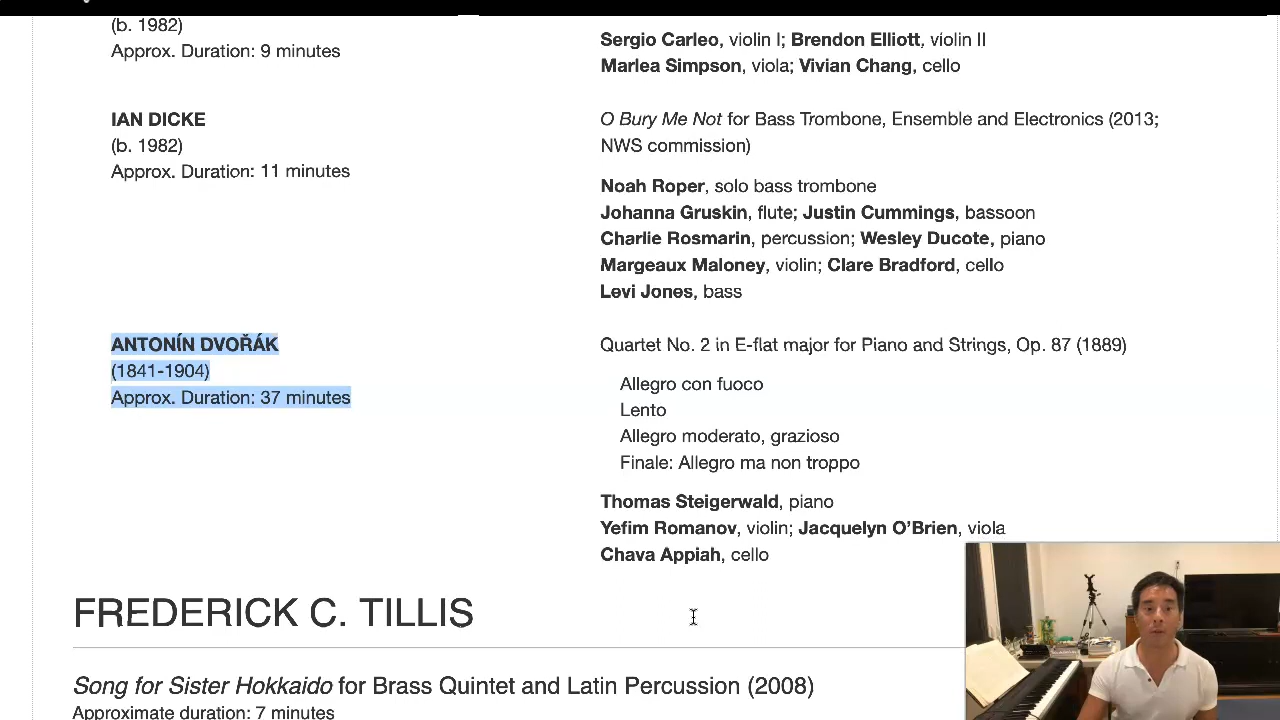 (b. 1982)
Approx. Duration: 9 minutes
Sergio Carleo, violin I; Brendon Elliott, violin II
Marlea Simpson, viola; Vivian Chang, cello
IAN DICKE
(b. 1982)
Approx. Duration: 11 minutes
O Bury Me Not for Bass Trombone, Ensemble and Electronics (2013;
NWS commission)
Noah Roper, solo bass trombone
Johanna Gruskin, flute; Justin Cummings, bassoon
Charlie Rosmarin, percussion; Wesley Ducote, piano
Margeaux Maloney, violin; Clare Bradford, cello
Levi Jones, bass
ANTONÍN DVOŘÁK
(1841-1904)
Approx. Duration: 37 minutes
Quartet No. 2 in E-flat major for Piano and Strings, Op. 87 (1889)
Allegro con fuoco
Lento
Allegro moderato, grazioso
Finale: Allegro ma non troppo
Thomas Steigerwald, piano
Yefim Romanov, violin; Jacquelyn O’Brien, viola
Chava Appiah, cello
FREDERICK C. TILLIS
Song for Sister Hokkaido for Brass Quintet and Latin Percussion (2008)
Approximate duration: 7 minutes